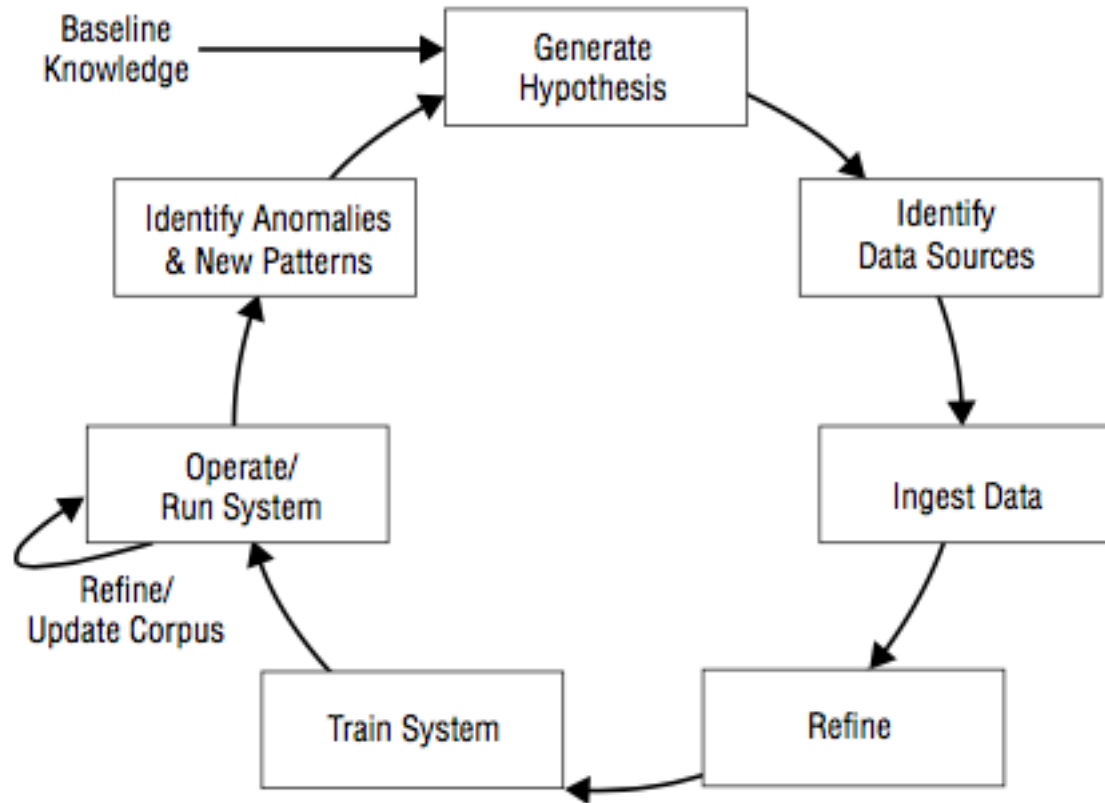 Baseline
Knowledge
Generate
Hypothesis
Identify Anomalies
& New Patterns
Identify
Data Sources
Operate/
Run System
Ingest Data
Refine/
Update Corpus
Train System
Refine